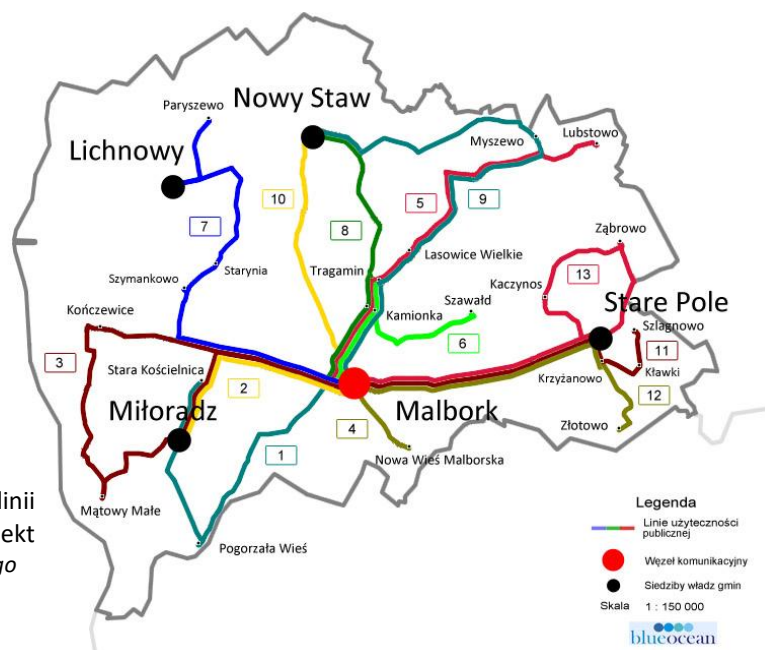 Paryszewo
Nowy Staw
Myszewo
Lubstowo
Lichnowy
10
5
9
7
8
Ząbrowo
Lasowice Wielkie
13
Starynia
Tragamin
Szymankowo
Kaczynos
Szawałd
Kończewice
Kamionka
Stare Pole
6
Szlagnowo
3
Stara Kościelnica
11
2
Krzyżanowo
Kławki
Miłoradz
Malbork
12
4
1
Złotowo
Nowa Wieś Malborska
linii
Mątowy Małe
ekt
Pogorzała Wieś
go
Legenda
Linie użyteczności
publicznej
Węzeł komunikacyjny
Siedziby władz gmin
Skala 1 : 150 000
blueocean